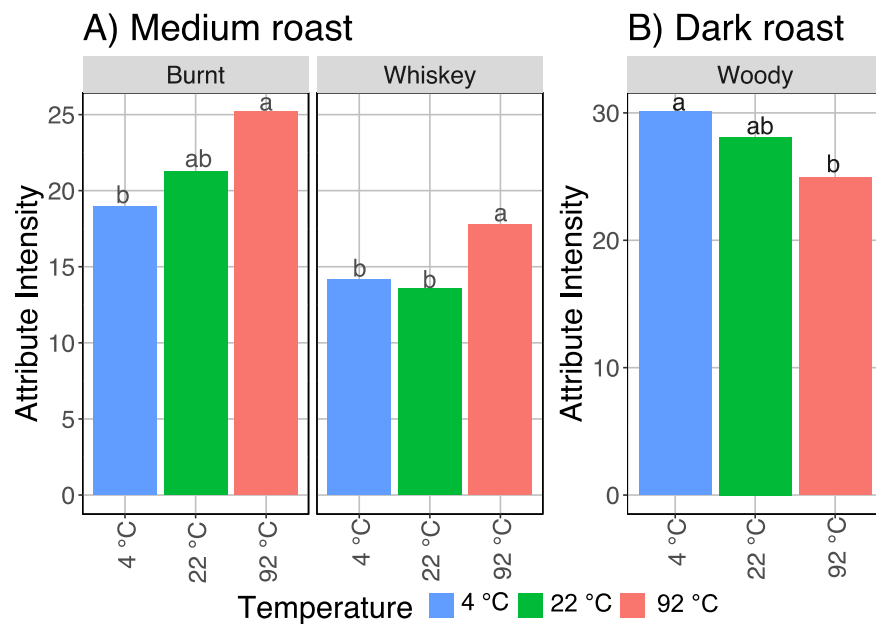 A) Medium roast
B) Dark roast
Burnt
Whiskey
Woody
Attribute Intensity
25
20
15
10
5
0
b
ab
a
b
b
a
4 °C
22 °C
92 °C
4 °C
22 °C
92 °C
Attribute Intensity
30
20
10
0
a
ab
b
4 °C
22 °C
92 °C
Temperature 4 °C 22 °C 92 °C